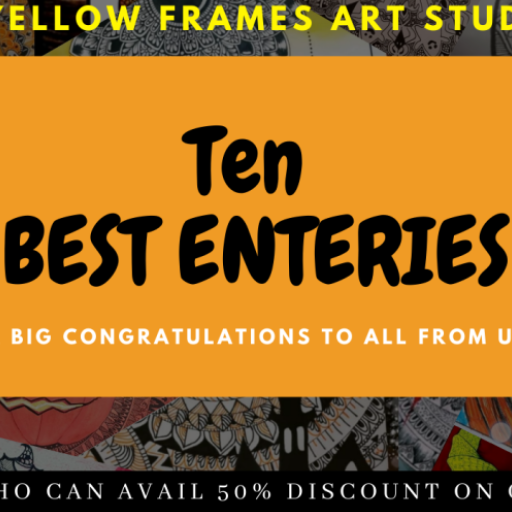 YELLOW FRAMES ART STUD
Ten
BEST ENTERIES
BIG CONGRATULATIONS TO ALL FROM U
HO CAN AVAIL 50% DISCOUNT ON